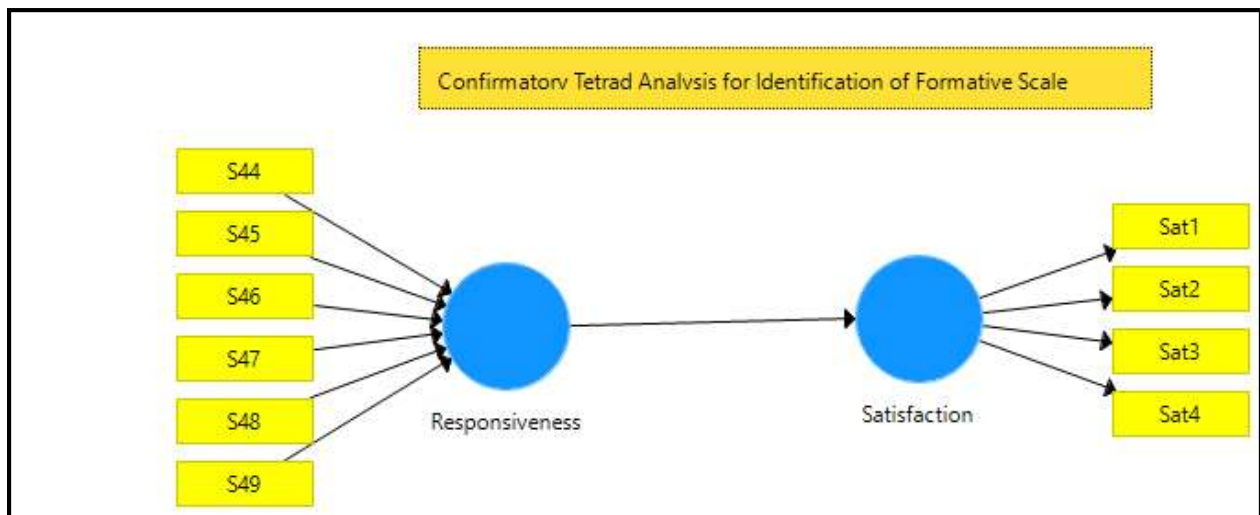 Confirmatory Tetrad Analysis for Identification of Formative Scale
S44
S45
S46
S47
S48
S49
Responsiveness
Satisfaction
Sat1
Sat2
Sat3
Sat4